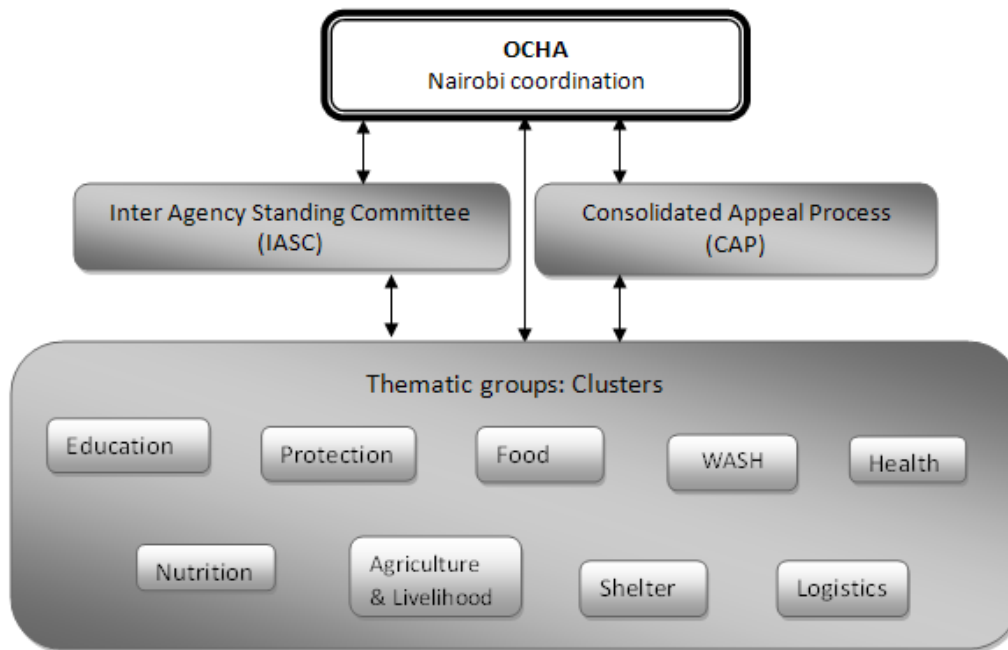 OCHA
Nairobi coordination
Inter Agency Standing Committee
(IASC)
Consolidated Appeal Process
(CAP)
Thematic groups: Clusters
Education
Protection
Food
WASH
Health
Nutrition
Agriculture
& Livelihood
Shelter
Logistics